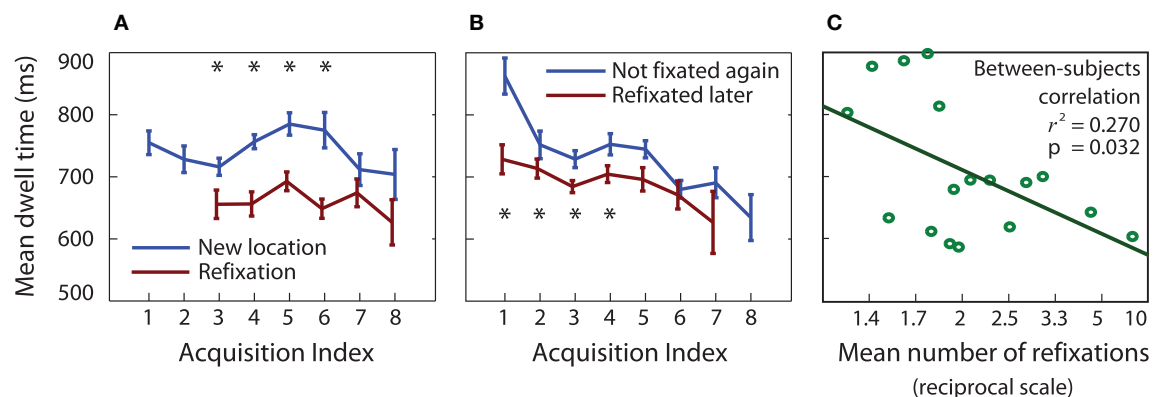 A
B
C
Mean dwell time (ms)
900
800
700
600
500
* * * *
New location
Refixation
1 2 3 4 5 6 7 8
Acquisition Index
Not fixated again
Refixated later
* * * *
1 2 3 4 5 6 7 8
Acquisition Index
Between-subjects
correlation
r² = 0.270
p = 0.032
1.4 1.7 2 2.5 3.3 5 10
Mean number of refixations
(reciprocal scale)